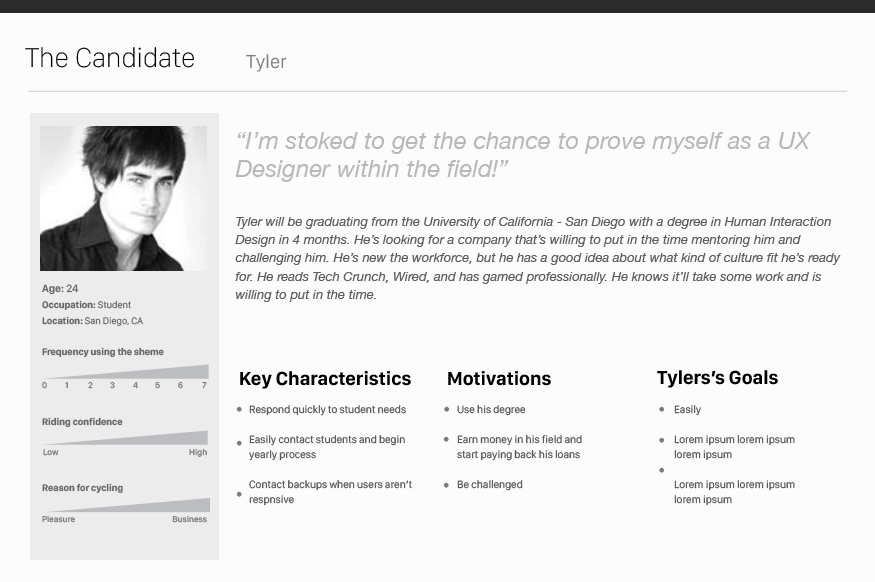 The Candidate
Tyler
“I’m stoked to get the chance to prove myself as a UX
Designer within the field!”
Tyler will be graduating from the University of California - San Diego with a degree in Human Interaction
Design in 4 months. He’s looking for a company that’s willing to put in the time mentoring him and
challenging him. He’s new the workforce, but he has a good idea about what kind of culture fit he’s ready
for. He reads Tech Crunch, Wired, and has gamed professionally. He knows it’ll take some work and is
willing to put in the time.
Age: 24
Occupation: Student
Location: San Diego, CA
Frequency using the sheme
0 1 2 3 4 5 6 7
Riding confidence
Low High
Reason for cycling
Pleasure Business
Key Characteristics
Respond quickly to student needs
Easily contact students and begin
yearly process
Contact backups when users aren’t
respnsive
Motivations
Use his degree
Earn money in his field and
start paying back his loans
Be challenged
Tylers’s Goals
Easily
Lorem ipsum lorem ipsum
lorem ipsum
Lorem ipsum lorem ipsum
lorem ipsum